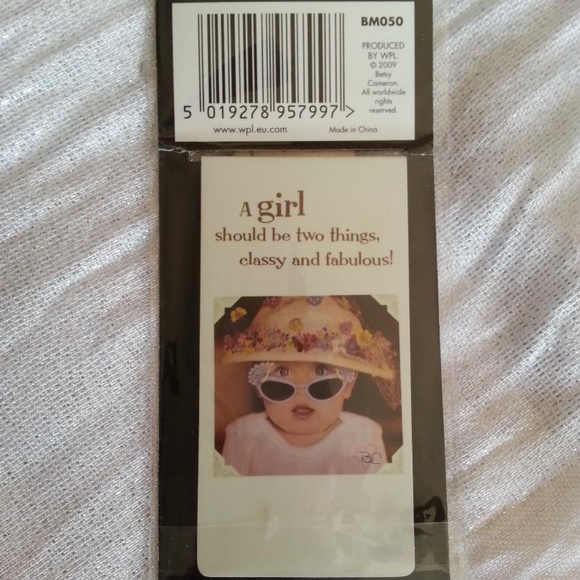 BM050
PRODUCED
BY WPL.
© 2009
Betsy
Cameron.
All worldwide
rights
reserved.
5 019278 957997 >
www.wpl.eu.com
Made in China
A girl
should be two things,
classy and fabulous!